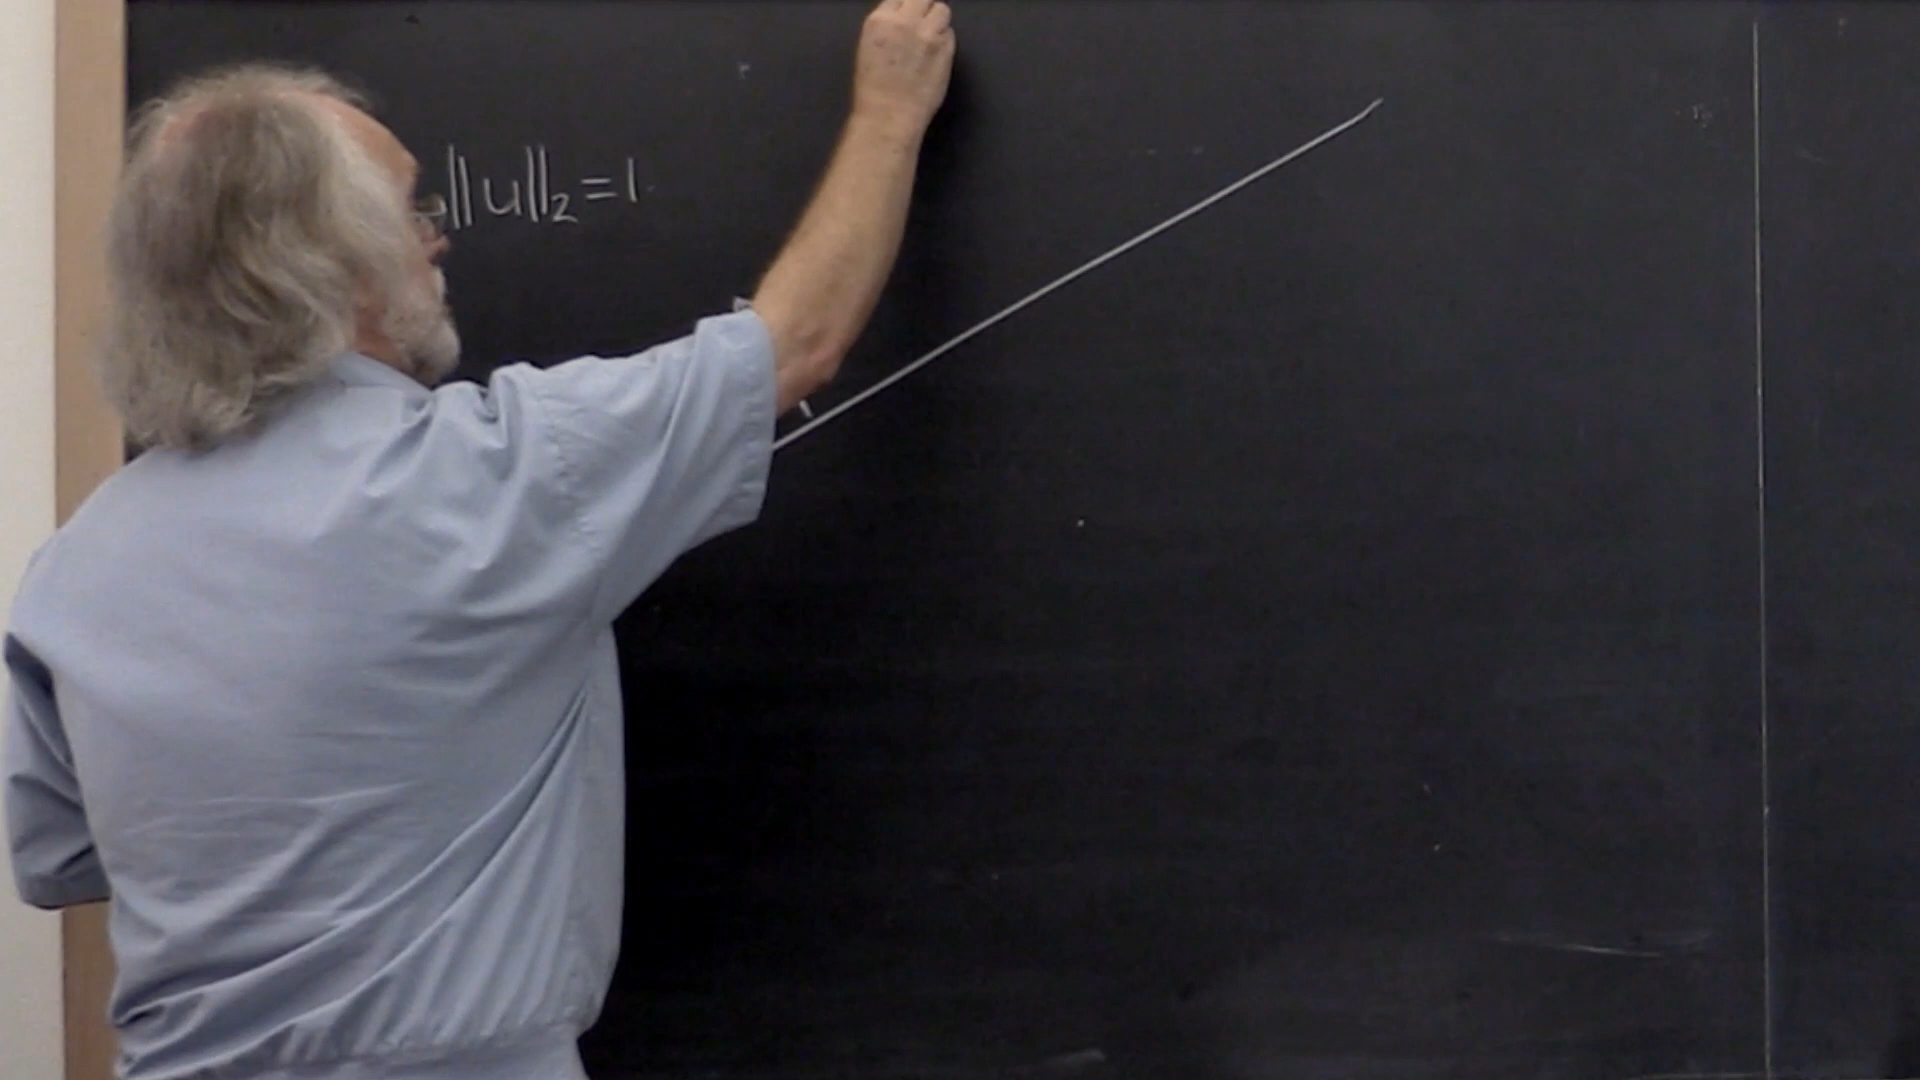 ‖u‖₂ = 1